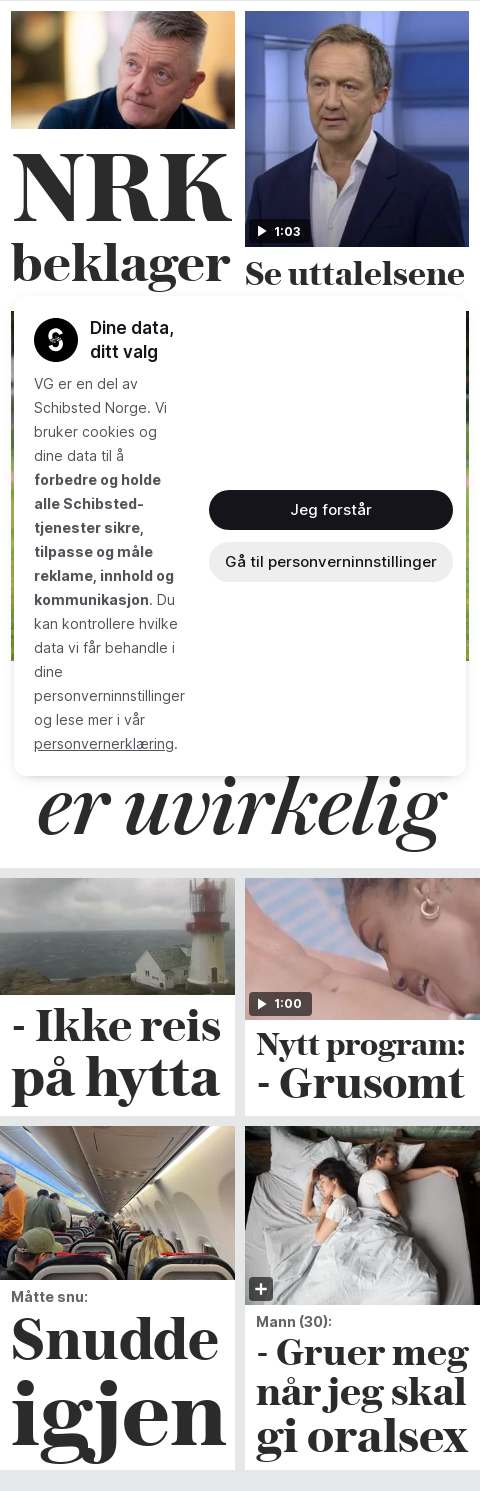 NRK
beklager
1:03
Se uttalelsene
Dine data,
ditt valg
VG er en del av
Schibsted Norge. Vi
bruker cookies og
dine data til å
forbedre og holde
alle Schibsted-
tjenester sikre,
tilpasse og måle
reklame, innhold og
kommunikasjon. Du
kan kontrollere hvilke
data vi får behandle i
dine
personverninnstillinger
og lese mer i vår
personvernerklæring.
Jeg forstår
Gå til personverninnstillinger
er uvirkelig
- Ikke reis
på hytta
1:00
Nytt program:
- Grusomt
Måtte snu:
Snudde
igjen
Mann (30):
- Gruer meg
når jeg skal
gi oralsex